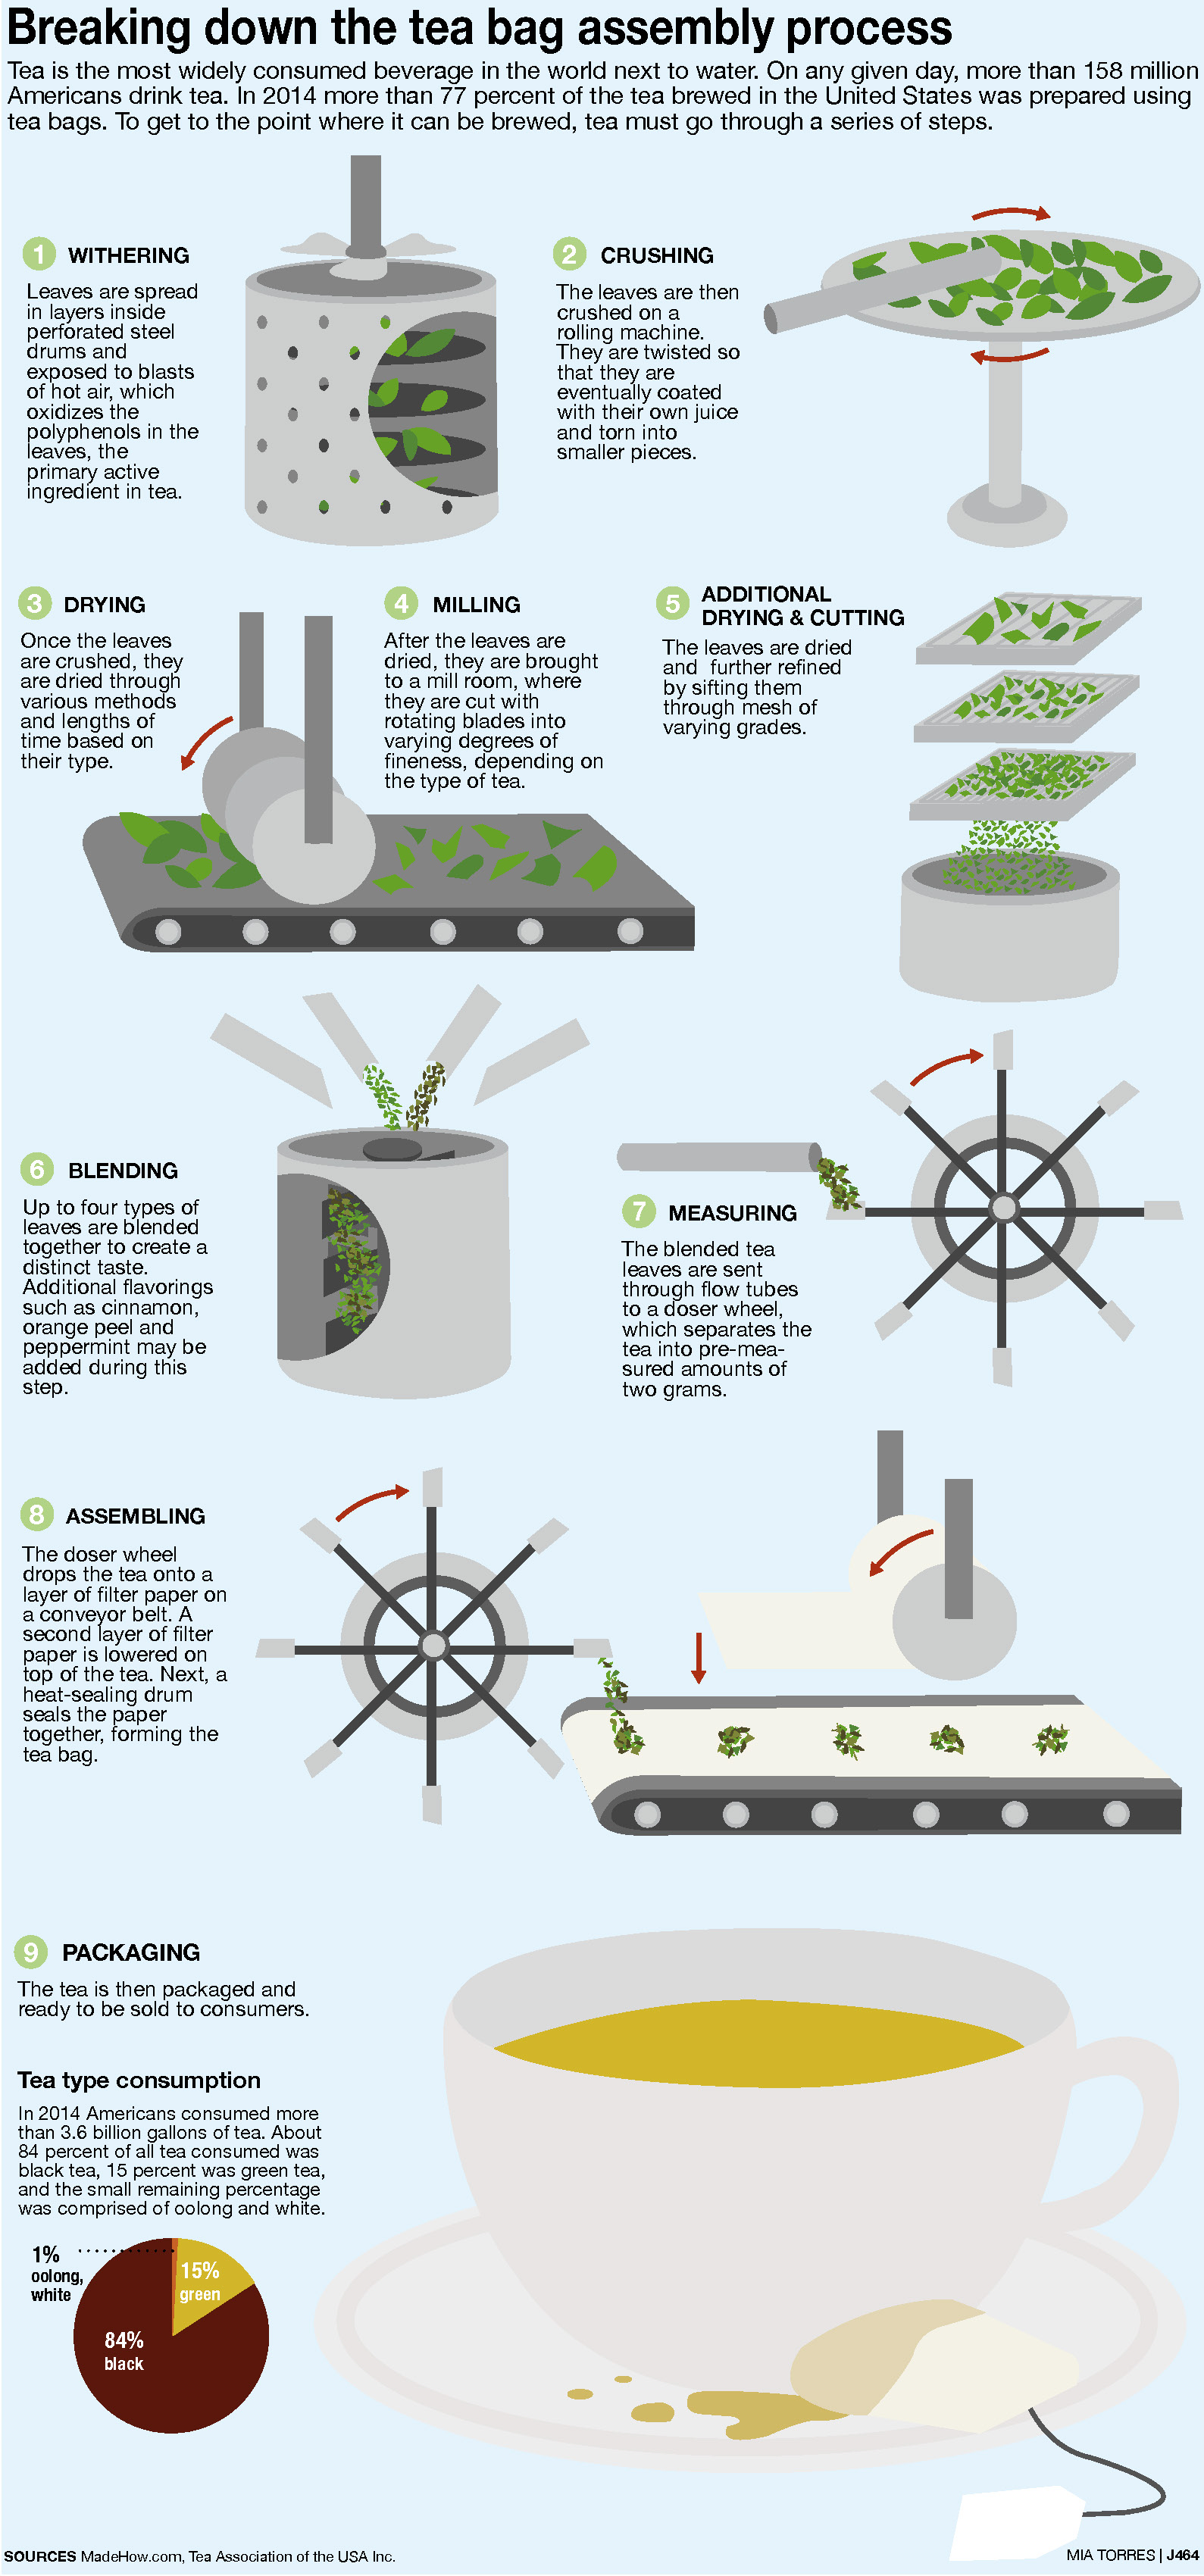 Breaking down the tea bag assembly process
Tea is the most widely consumed beverage in the world next to water. On any given day, more than 158 million
Americans drink tea. In 2014 more than 77 percent of the tea brewed in the United States was prepared using
tea bags. To get to the point where it can be brewed, tea must go through a series of steps.
1 WITHERING
Leaves are spread
in layers inside
perforated steel
drums and
exposed to blasts
of hot air, which
oxidizes the
polyphenols in the
leaves, the
primary active
ingredient in tea.
2 CRUSHING
The leaves are then
crushed on a
rolling machine.
They are twisted so
that they are
eventually coated
with their own juice
and torn into
smaller pieces.
3 DRYING
Once the leaves
are crushed, they
are dried through
various methods
and lengths of
time based on
their type.
4 MILLING
After the leaves are
dried, they are brought
to a mill room, where
they are cut with
rotating blades into
varying degrees of
fineness, depending on
the type of tea.
5 ADDITIONAL
DRYING & CUTTING
The leaves are dried
and further refined
by sifting them
through mesh of
varying grades.
6 BLENDING
Up to four types of
leaves are blended
together to create a
distinct taste.
Additional flavorings
such as cinnamon,
orange peel and
peppermint may be
added during this
step.
7 MEASURING
The blended tea
leaves are sent
through flow tubes
to a doser wheel,
which separates the
tea into pre-mea-
sured amounts of
two grams.
8 ASSEMBLING
The doser wheel
drops the tea onto a
layer of filter paper on
a conveyor belt. A
second layer of filter
paper is lowered on
top of the tea. Next, a
heat-sealing drum
seals the paper
together, forming the
tea bag.
9 PACKAGING
The tea is then packaged and
ready to be sold to consumers.
Tea type consumption
In 2014 Americans consumed more
than 3.6 billion gallons of tea. About
84 percent of all tea consumed was
black tea, 15 percent was green tea,
and the small remaining percentage
was comprised of oolong and white.
1%
oolong,
white
15%
green
84%
black
SOURCES MadeHow.com, Tea Association of the USA Inc.
MIA TORRES | J464